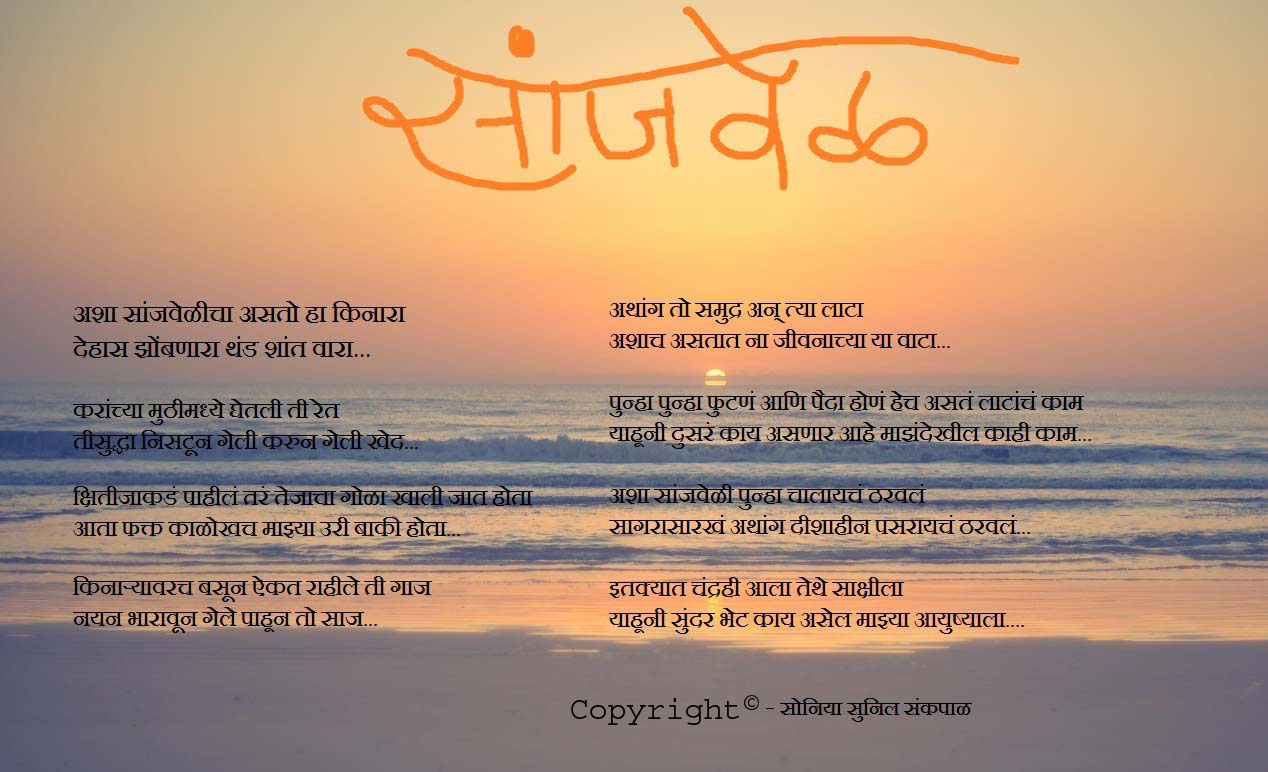 सांजवेळ
अशा सांजवेळीचा असतो हा किनारा
देहास झोंबणारा थंड शांत वारा...
करांच्या मुठीमध्ये घेतली ती रेत
तीसुद्धा निसटून गेली करुन गेली खेद...
क्षितीजाकडं पाहीलं तरं तेजाचा गोळा खाली जात होता
आता फक्त काळोखच माझ्या उरी बाकी होता...
किनाऱ्यावरच बसून ऐकत राहीले ती गाज
नयन भारावून गेले पाहून तो साज...
अथांग तो समुद्र अन् त्या लाटा
अशाच असतात ना जीवनाच्या या वाटा...
पुन्हा पुन्हा फुटणं आणि पैदा होणं हेच असतं लाटांचं काम
याहूनी दुसरं काय असणार आहे माझंदेखील काही काम...
अशा सांजवेळी पुन्हा चालायचं ठरवलं
सागरासारखं अथांग दीशाहीन पसरायचं ठरवलं...
इतक्यात चंद्रही आला तेथे साक्षीला
याहूनी सुंदर भेट काय असेल माझ्या आयुष्याला....
Copyright© - सोनिया सुनिल संकपाळ